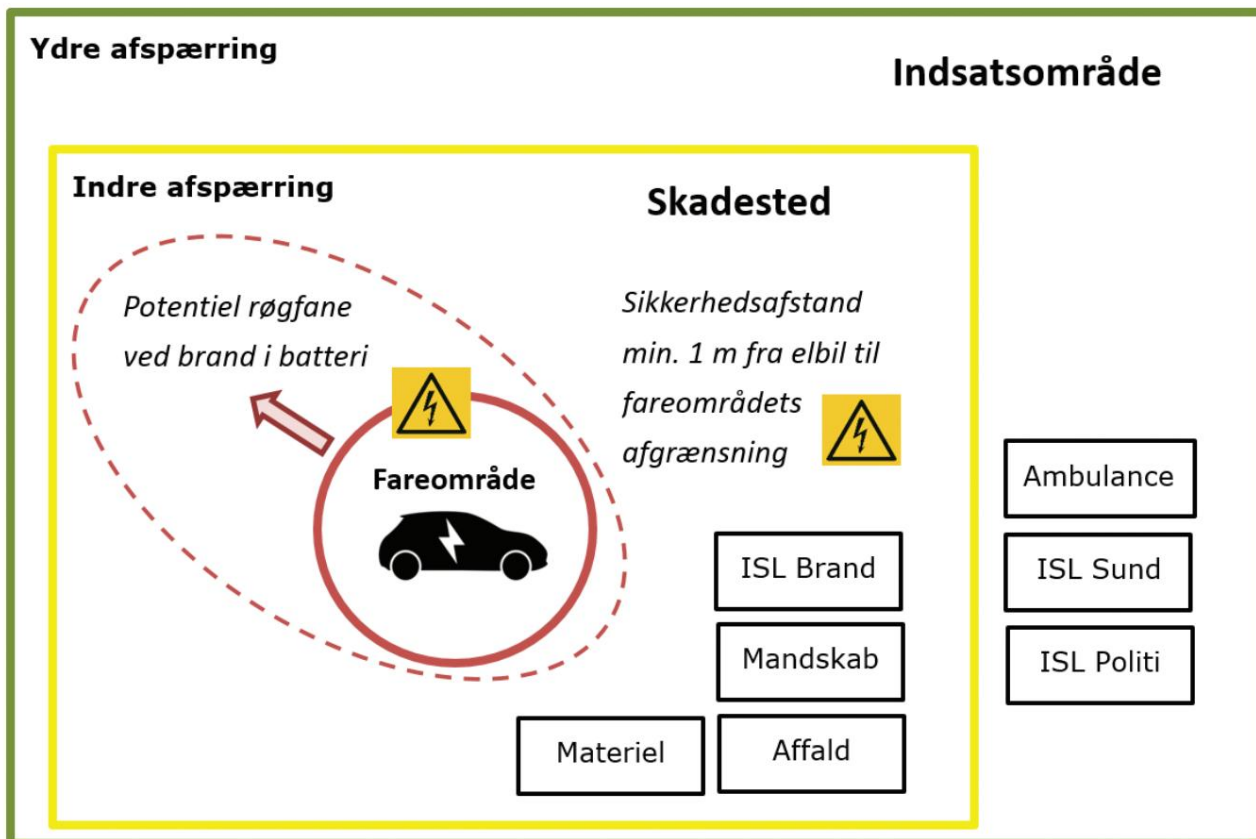 Ydre afspærring
Indsatsområde
Indre afspærring
Skadested
Potentiel røgfane
ved brand i batteri
Sikkerhedsafstand
min. 1 m fra elbil til
fareområdets
afgrænsning
Fareområde
Ambulance
ISL Brand
ISL Sund
Mandskab
ISL Politi
Materiel
Affald